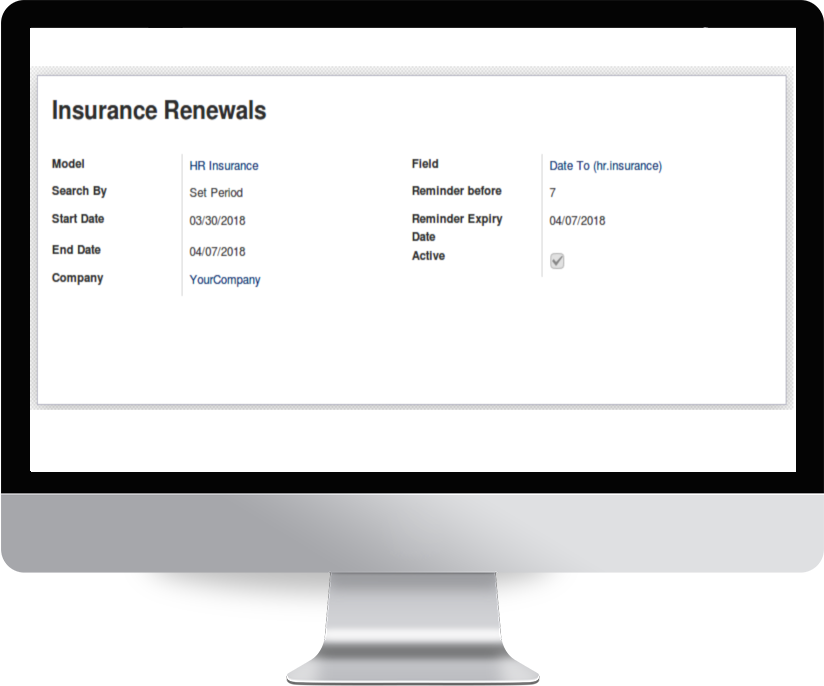 Insurance Renewals
Model HR Insurance
Search By Set Period
Start Date 03/30/2018
End Date 04/07/2018
Company YourCompany
Field Date To (hr.insurance)
Reminder before 7
Reminder Expiry Date 04/07/2018
Active